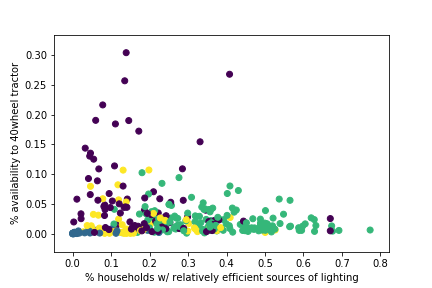 0.30
0.25
0.20
0.15
0.10
0.05
0.00
% availability to 40wheel tractor
0.0 0.1 0.2 0.3 0.4 0.5 0.6 0.7 0.8
% households w/ relatively efficient sources of lighting